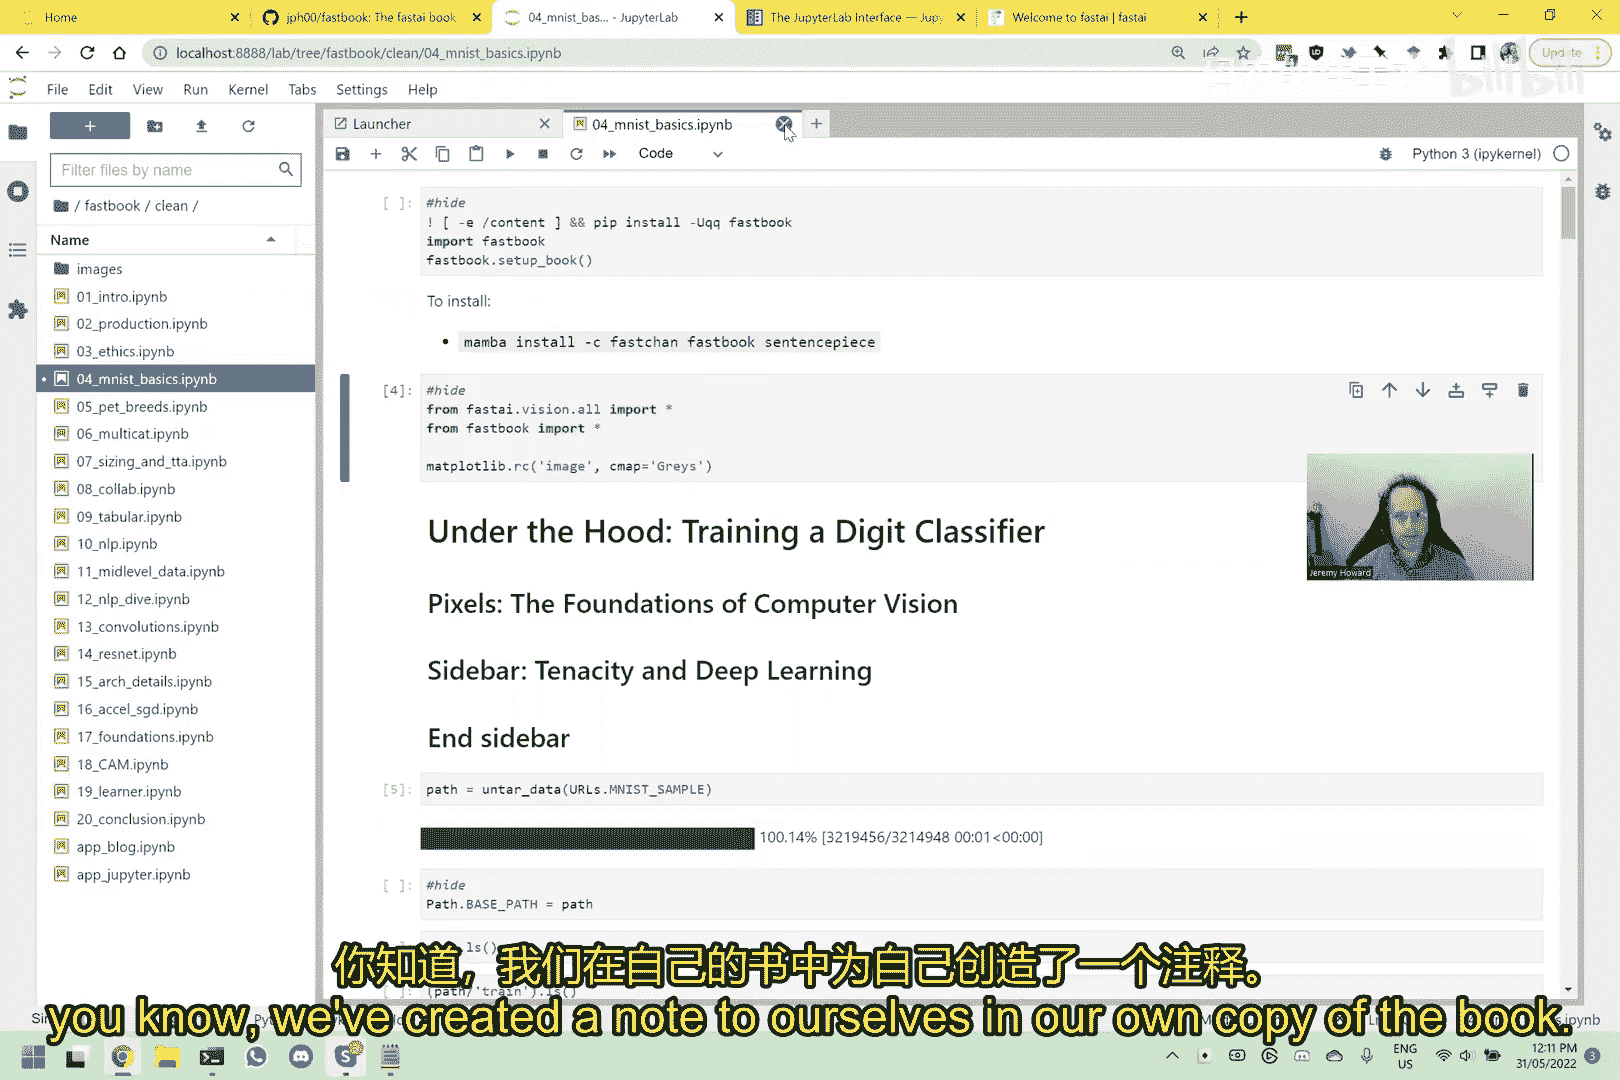 Home
jph00/fastbook: The fastai book
04_mnist_bas... - JupyterLab
The JupyterLab Interface — Jupy
Welcome to fastai | fastai
localhost:8888/lab/tree/fastbook/clean/04_mnist_basics.ipynb
Update
bilibili
File Edit View Run Kernel Tabs Settings Help
Launcher
04_mnist_basics.ipynb
Code
Python 3 (ipykernel)
Filter files by name
/ fastbook / clean /
Name
images
01_intro.ipynb
02_production.ipynb
03_ethics.ipynb
04_mnist_basics.ipynb
05_pet_breeds.ipynb
06_multicat.ipynb
07_sizing_and_tta.ipynb
08_collab.ipynb
09_tabular.ipynb
10_nlp.ipynb
11_midlevel_data.ipynb
12_nlp_dive.ipynb
13_convolutions.ipynb
14_resnet.ipynb
15_arch_details.ipynb
16_accel_sgd.ipynb
17_foundations.ipynb
18_CAM.ipynb
19_learner.ipynb
20_conclusion.ipynb
app_blog.ipynb
app_jupyter.ipynb
[ ]: #hide
! [ -e /content ] && pip install -Uqq fastbook
import fastbook
fastbook.setup_book()
To install:
• mamba install -c fastchan fastbook sentencepiece
[4]: #hide
from fastai.vision.all import *
from fastbook import *
matplotlib.rc('image', cmap='Greys')
Under the Hood: Training a Digit Classifier
Jeremy Howard
Pixels: The Foundations of Computer Vision
Sidebar: Tenacity and Deep Learning
End sidebar
[5]: path = untar_data(URLs.MNIST_SAMPLE)
100.14% [3219456/3214948 00:01<00:00]
[ ]: #hide
Path.BASE_PATH = path
.ls()
[ ]: (path/'train').ls()
你知道，我们在自己的书中为自己创造了一个注释。
you know, we've created a note to ourselves in our own copy of the book.
ENG
US
12:11 PM
31/05/2022
3